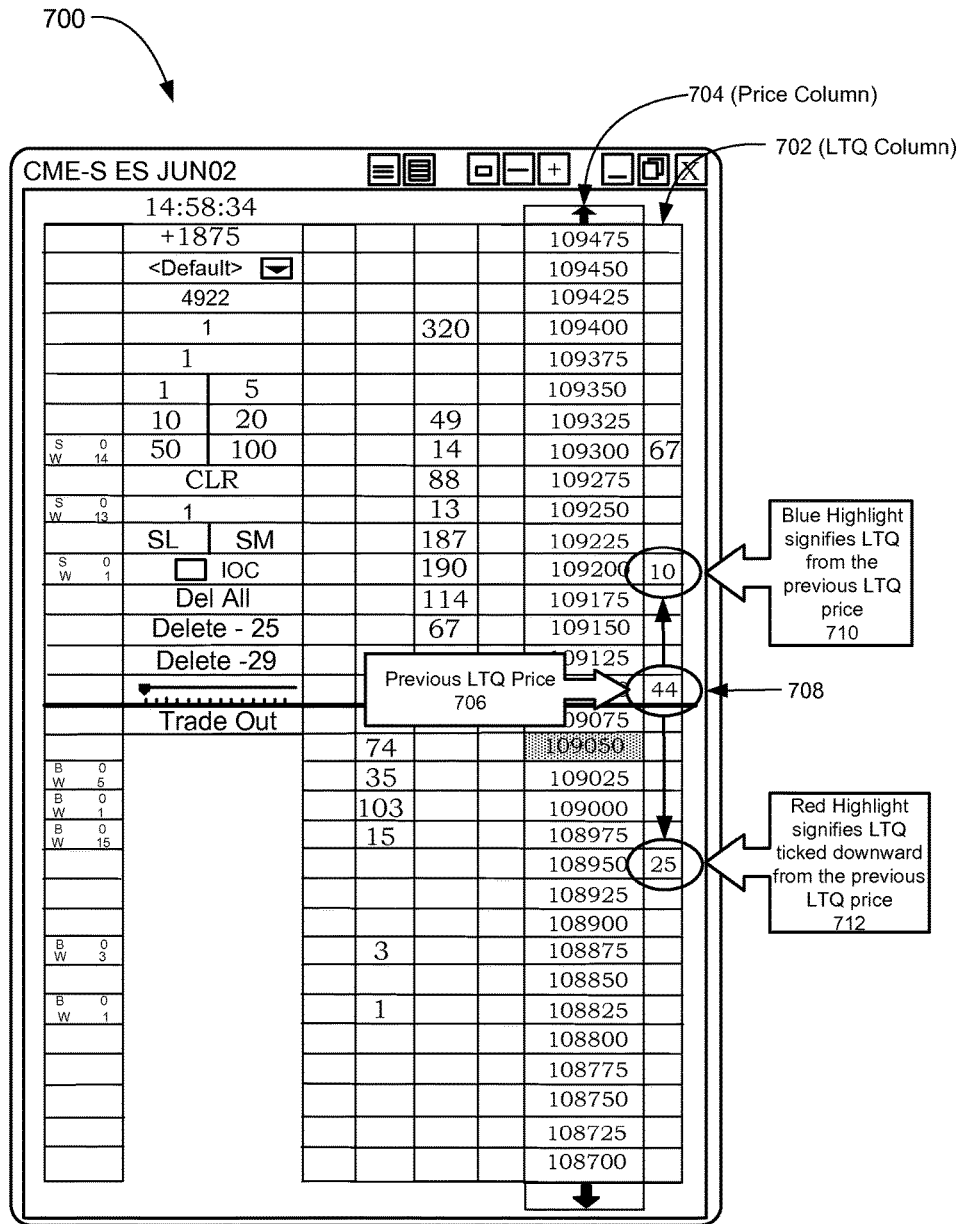 700
704 (Price Column)
702 (LTQ Column)
CME-S ES JUN02
14:58:34
+1875 109475
<Default> 109450
4922 109425
1 320 109400
1 109375
1 5 109350
10 20 49 109325
S 0 W 14 50 100 14 109300 67
CLR 88 109275
S 0 W 13 1 13 109250
SL SM 187 109225
S 0 W 1 IOC 190 109200 10
Del All 114 109175
Delete - 25 67 109150
Delete -29 09125
44 708
Trade Out 09075
74 109050
B 0 W 5 35 109025
B 0 W 1 103 109000
B 0 W 15 15 108975
108950 25
108925
108900
B 0 W 3 3 108875
108850
B 0 W 1 1 108825
108800
108775
108750
108725
108700
Previous LTQ Price
706
Blue Highlight
signifies LTQ
from the
previous LTQ
price
710
Red Highlight
signifies LTQ
ticked downward
from the previous
LTQ price
712